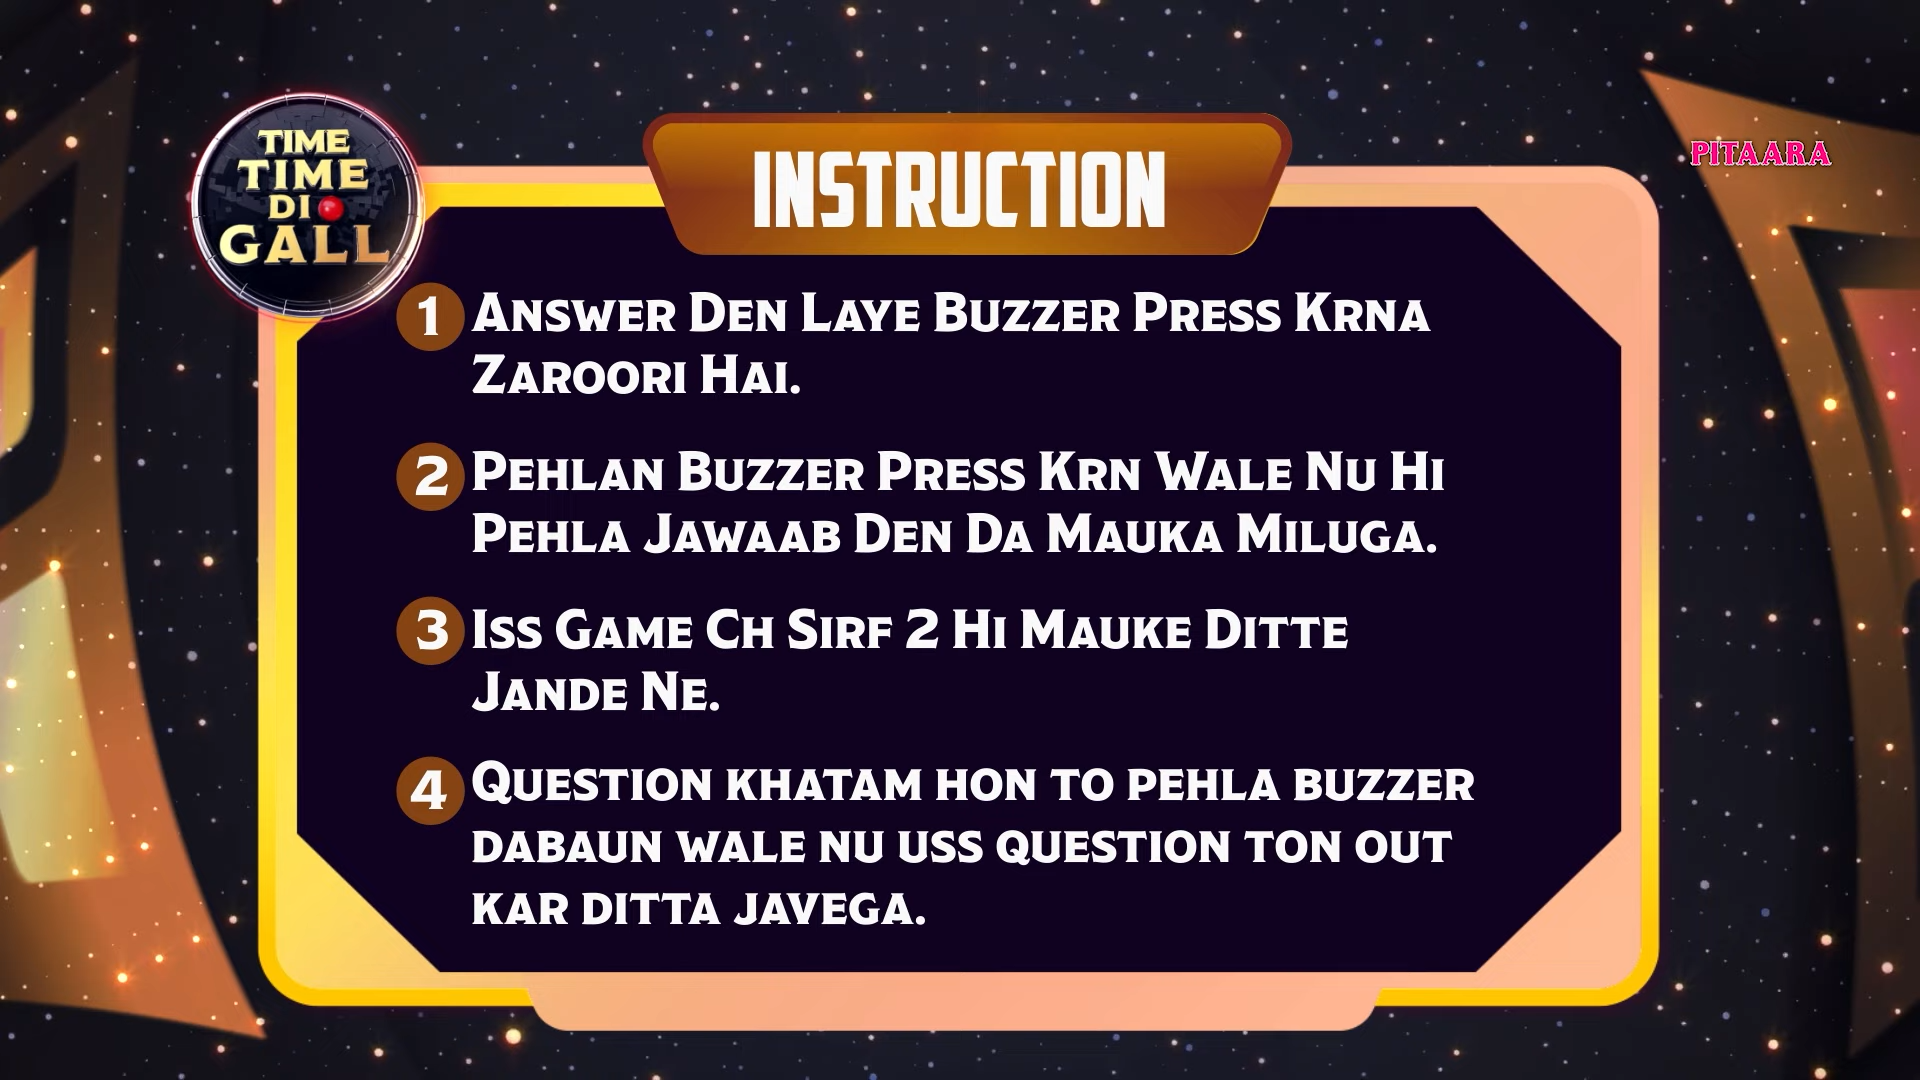 TIME
TIME
DI
GALL
INSTRUCTION
PITAARA
1 ANSWER DEN LAYE BUZZER PRESS KRNA
ZAROORI HAI.
2 PEHLAN BUZZER PRESS KRN WALE NU HI
PEHLA JAWAAB DEN DA MAUKA MILUGA.
3 ISS GAME CH SIRF 2 HI MAUKE DITTE
JANDE NE.
4 QUESTION KHATAM HON TO PEHLA BUZZER
DABAUN WALE NU USS QUESTION TON OUT
KAR DITTA JAVEGA.